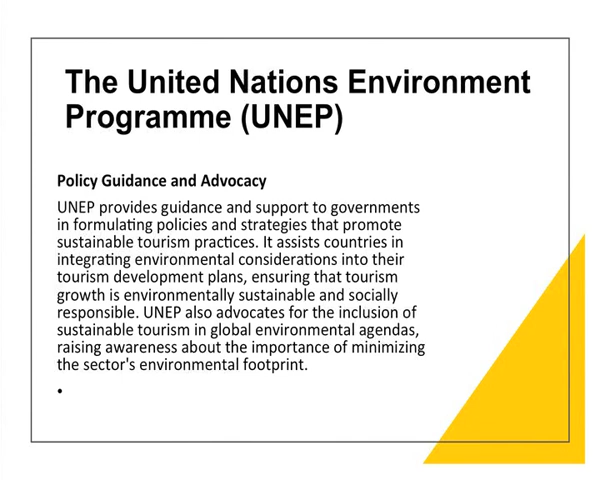 The United Nations Environment
Programme (UNEP)
Policy Guidance and Advocacy
UNEP provides guidance and support to governments
in formulating policies and strategies that promote
sustainable tourism practices. It assists countries in
integrating environmental considerations into their
tourism development plans, ensuring that tourism
growth is environmentally sustainable and socially
responsible. UNEP also advocates for the inclusion of
sustainable tourism in global environmental agendas,
raising awareness about the importance of minimizing
the sector's environmental footprint.
•